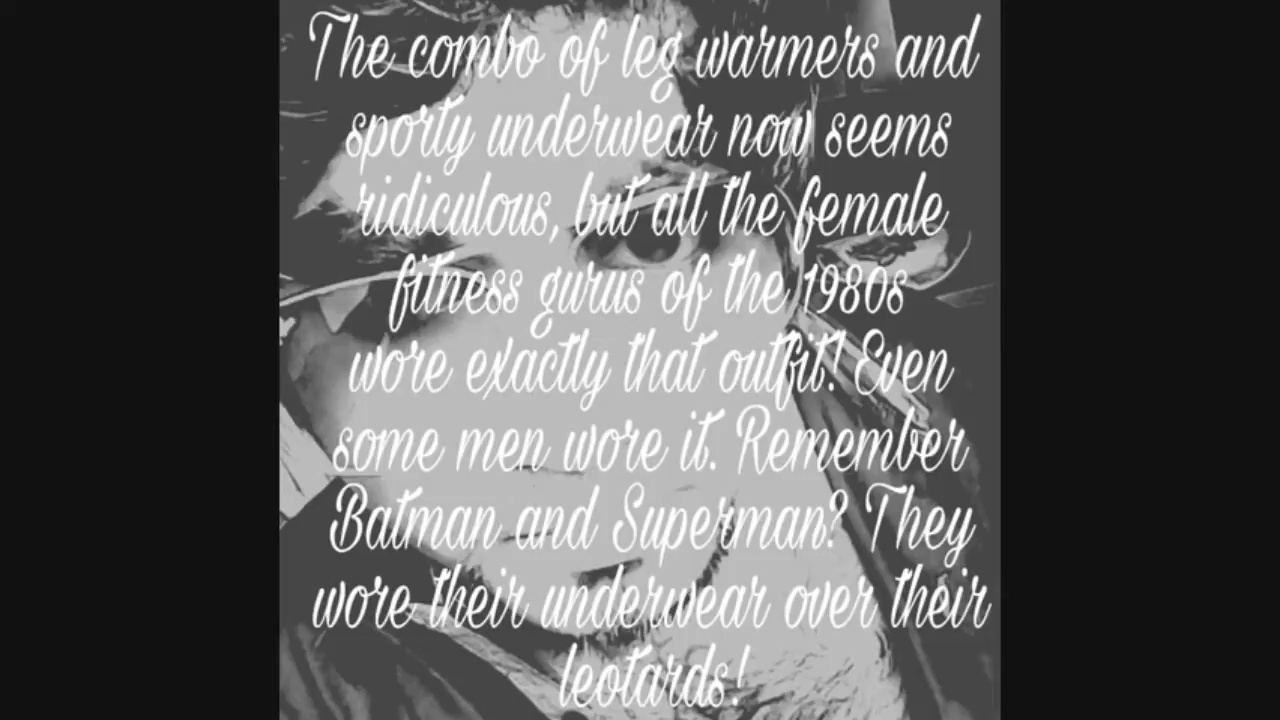 The combo of leg warmers and
sporty underwear now seems
ridiculous, but all the female
fitness gurus of the 1980s
wore exactly that outfit! Even
some men wore it. Remember
Batman and Superman? They
wore their underwear over their
leotards!